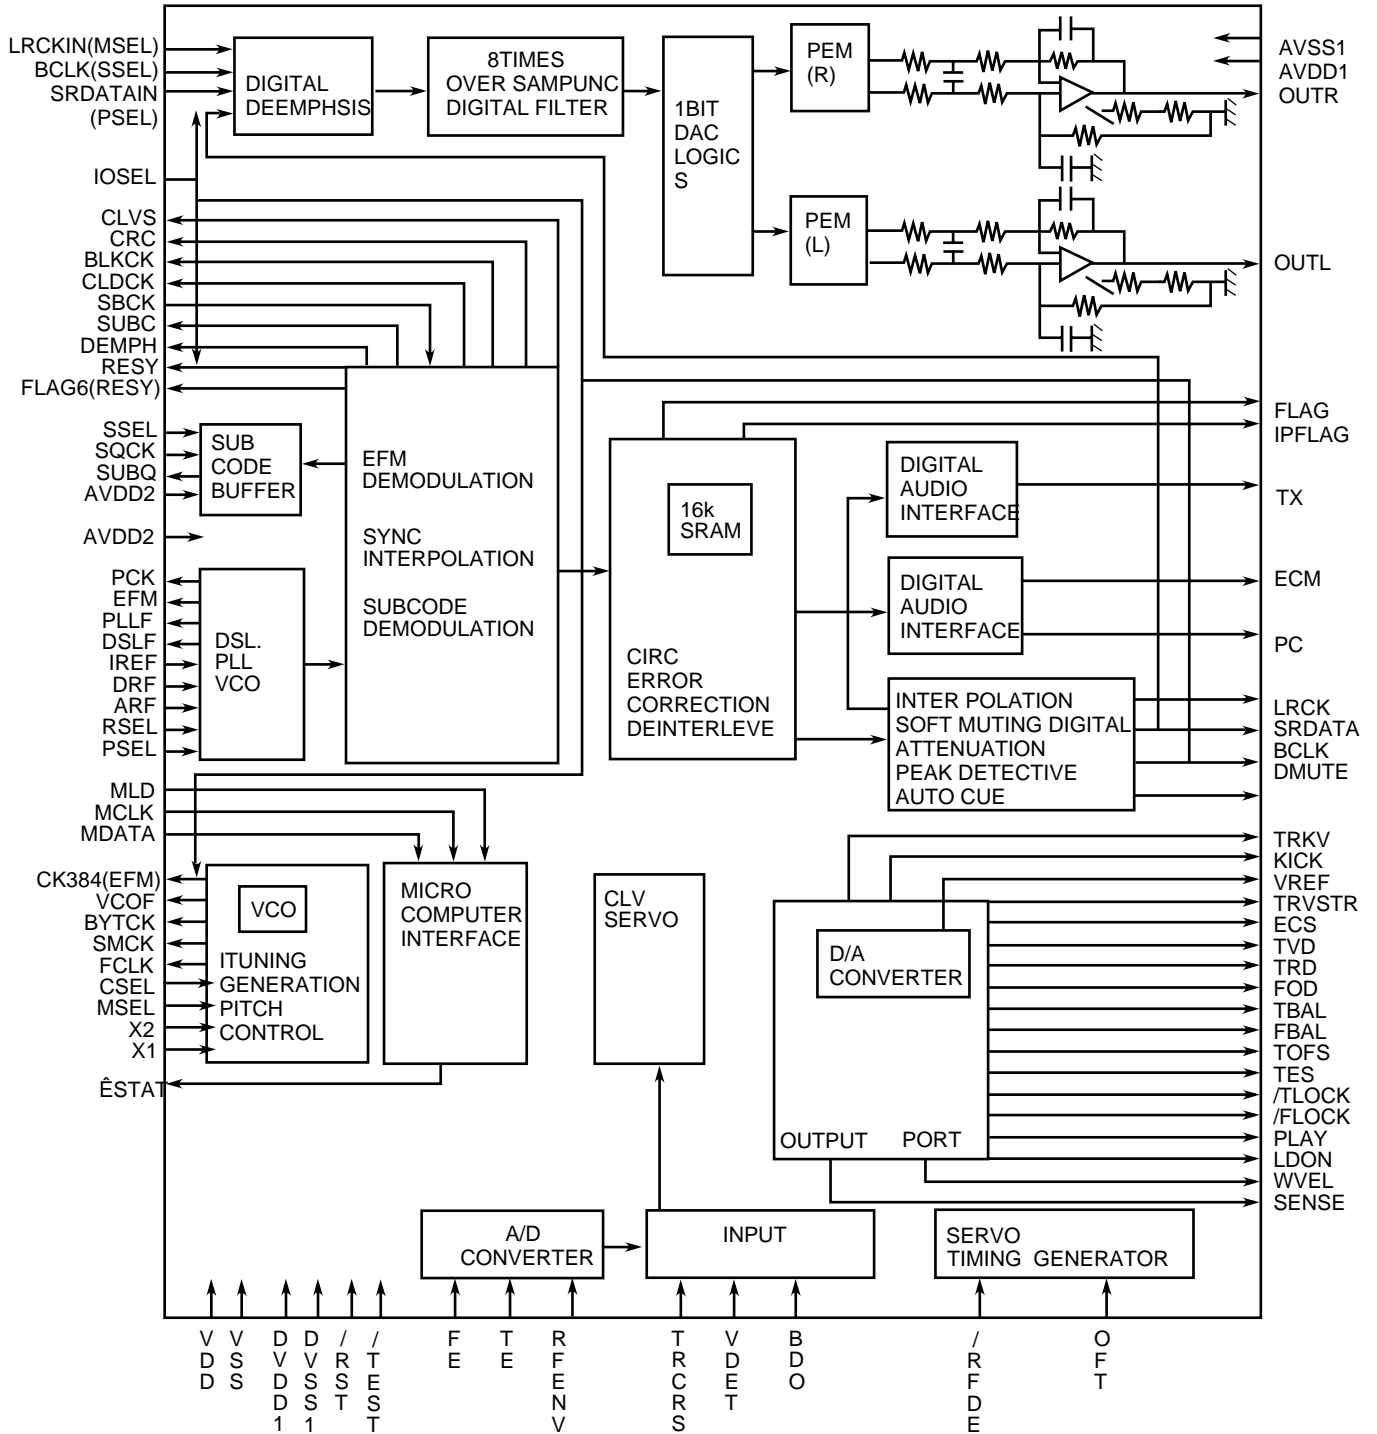 LRCKIN(MSEL)
BCLK(SSEL)
SRDATAIN
(PSEL)
IOSEL
CLVS
CRC
BLKCK
CLDCK
SBCK
SUBC
DEMPH
RESY
FLAG6(RESY)
SSEL
SQCK
SUBQ
AVDD2
AVDD2
PCK
EFM
PLLF
DSLF
IREF
DRF
ARF
RSEL
PSEL
MLD
MCLK
MDATA
CK384(EFM)
VCOF
BYTCK
SMCK
FCLK
CSEL
MSEL
X2
X1
ÊSTAT
DIGITAL
DEEMPHSIS
8TIMES
OVER SAMPUNC
DIGITAL FILTER
1BIT
DAC
LOGIC
S
PEM
(R)
PEM
(L)
SUB
CODE
BUFFER
EFM
DEMODULATION
SYNC
INTERPOLATION
SUBCODE
DEMODULATION
DSL.
PLL
VCO
16k
SRAM
CIRC
ERROR
CORRECTION
DEINTERLEVE
DIGITAL
AUDIO
INTERFACE
DIGITAL
AUDIO
INTERFACE
INTER POLATION
SOFT MUTING DIGITAL
ATTENUATION
PEAK DETECTIVE
AUTO CUE
VCO
ITUNING
GENERATION
PITCH
CONTROL
MICRO
COMPUTER
INTERFACE
CLV
SERVO
D/A
CONVERTER
OUTPUT PORT
A/D
CONVERTER
INPUT
SERVO
TIMING GENERATOR
AVSS1
AVDD1
OUTR
OUTL
FLAG
IPFLAG
TX
ECM
PC
LRCK
SRDATA
BCLK
DMUTE
TRKV
KICK
VREF
TRVSTR
ECS
TVD
TRD
FOD
TBAL
FBAL
TOFS
TES
/TLOCK
/FLOCK
PLAY
LDON
WVEL
SENSE
VDD
VSS
DVDD1
DVSS1
/RST
/TEST
FE
TE
RFENV
TRCRS
VDET
BDO
/RFDE
OFT